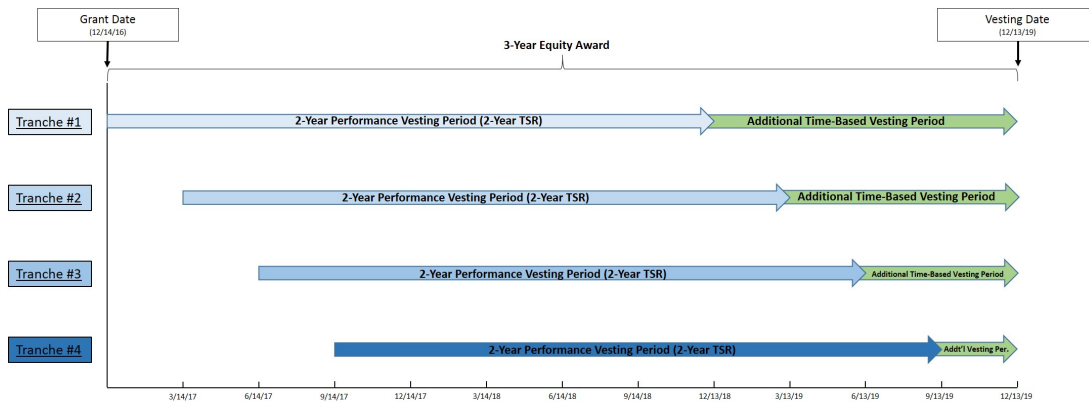 Grant Date
(12/14/16)
Vesting Date
(12/13/19)
3-Year Equity Award
Tranche #1
2-Year Performance Vesting Period (2-Year TSR)
Additional Time-Based Vesting Period
Tranche #2
2-Year Performance Vesting Period (2-Year TSR)
Additional Time-Based Vesting Period
Tranche #3
2-Year Performance Vesting Period (2-Year TSR)
Additional Time-Based Vesting Period
Tranche #4
2-Year Performance Vesting Period (2-Year TSR)
Addt'l Vesting Per.
3/14/17 6/14/17 9/14/17 12/14/17 3/14/18 6/14/18 9/14/18 12/13/18 3/13/19 6/13/19 9/13/19 12/13/19